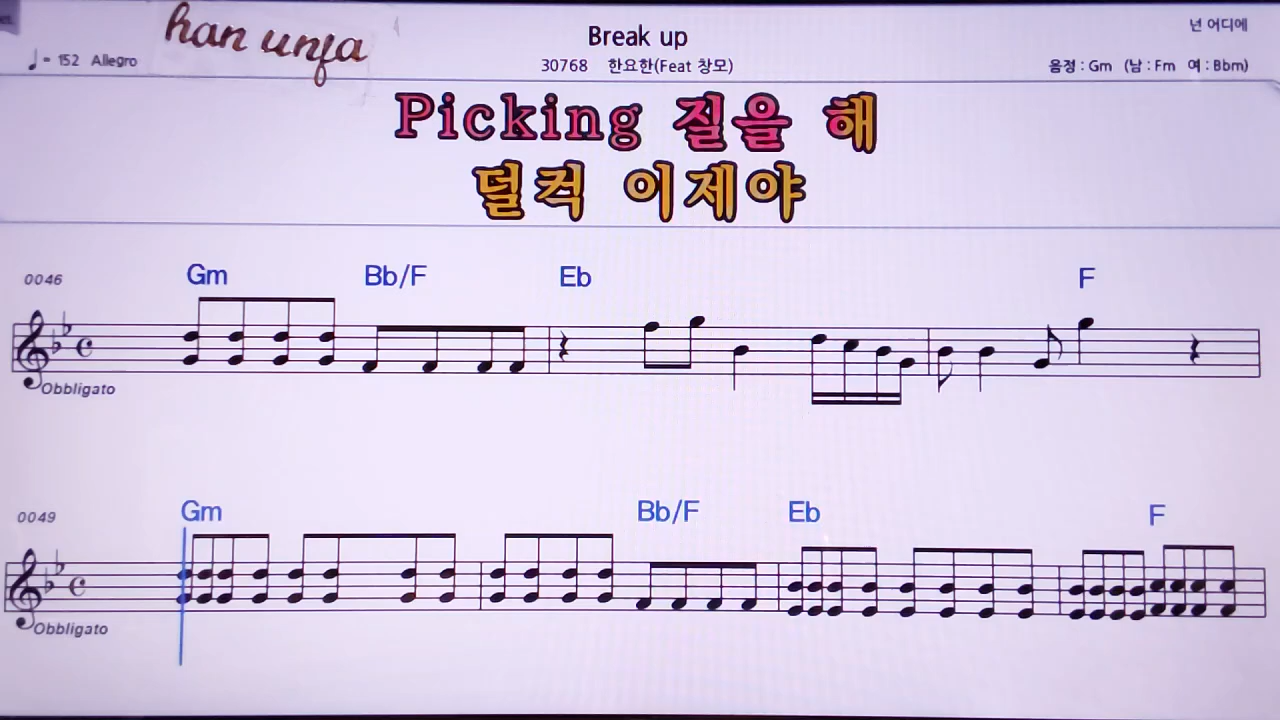 han unfa
Break up
넌 어디에
♩= 152 Allegro
30768 한요한(Feat 창모)
음정 : Gm (남 : Fm 여 : Bbm)
Picking 질을 해
덜컥 이제야
0046 Gm Bb/F Eb F
Obbligato
0049 Gm Bb/F Eb F
Obbligato